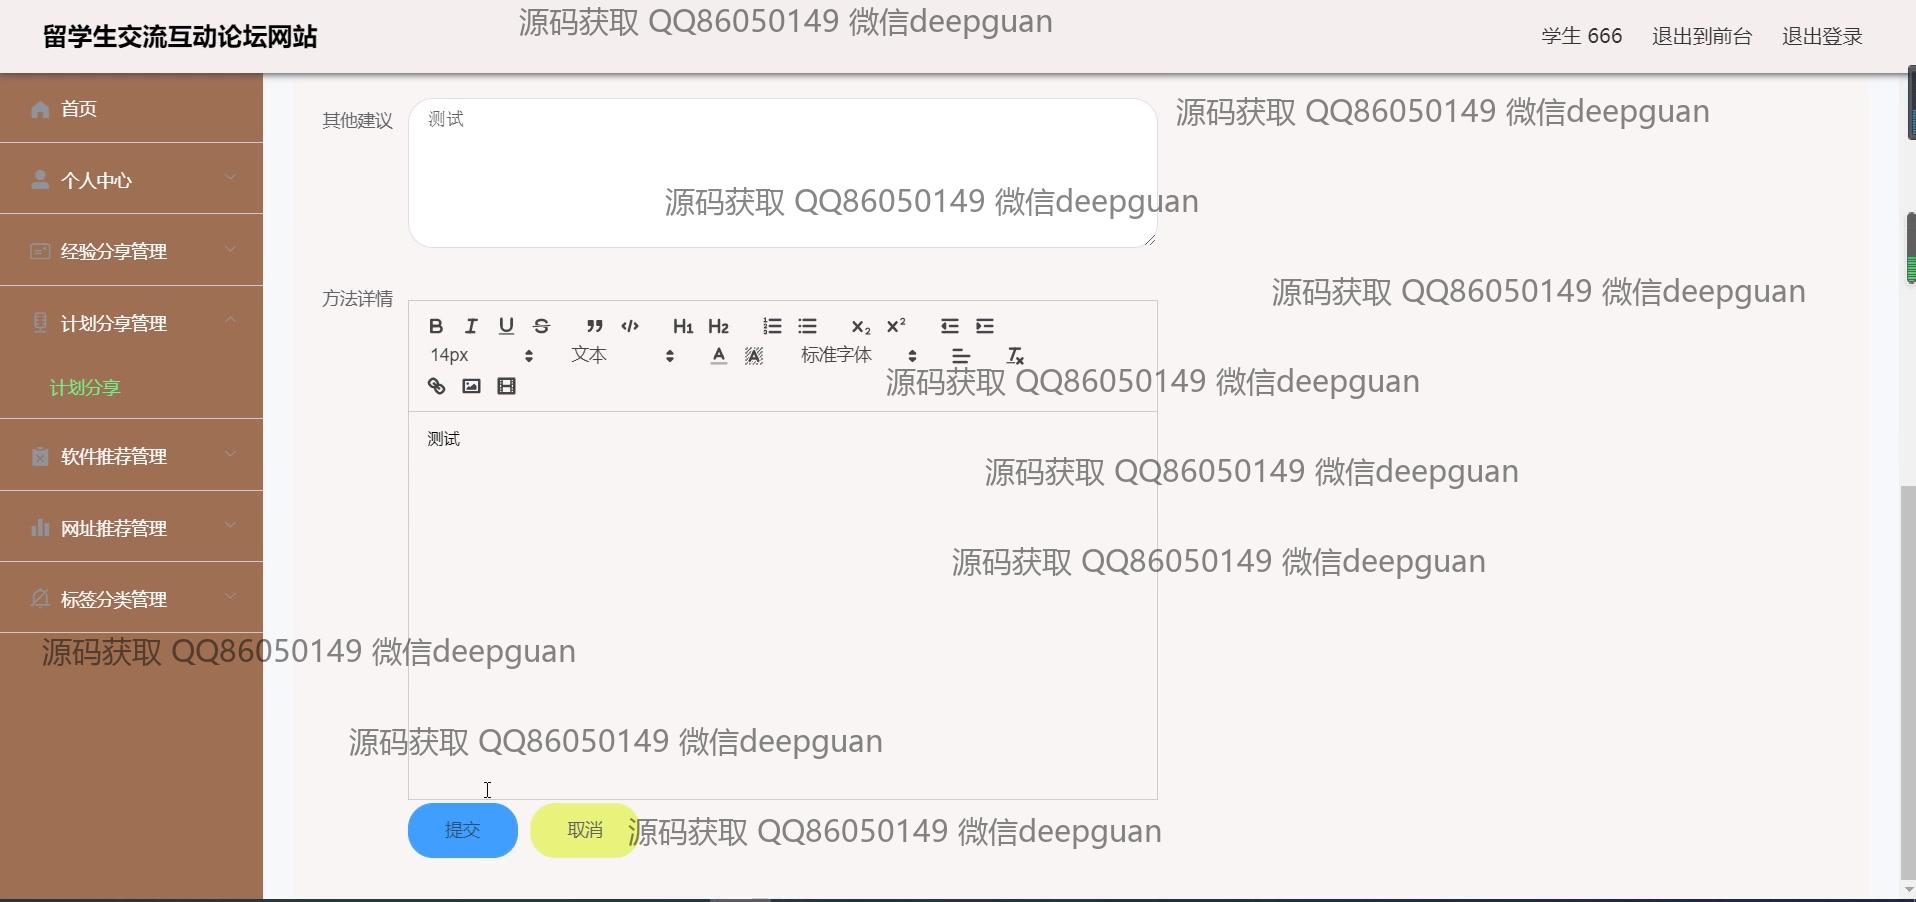 留学生交流互动论坛网站
源码获取 QQ86050149 微信deepguan
学生 666
退出到前台
退出登录
首页
个人中心
经验分享管理
计划分享管理
计划分享
软件推荐管理
网址推荐管理
标签分类管理
其他建议
测试
源码获取 QQ86050149 微信deepguan
源码获取 QQ86050149 微信deepguan
源码获取 QQ86050149 微信deepguan
方法详情
B I U S H1 H2 X2 X2
14px 文本 A A 标准字体 Tx
源码获取 QQ86050149 微信deepguan
测试
源码获取 QQ86050149 微信deepguan
源码获取 QQ86050149 微信deepguan
源码获取 QQ86050149 微信deepguan
源码获取 QQ86050149 微信deepguan
提交
取消
源码获取 QQ86050149 微信deepguan